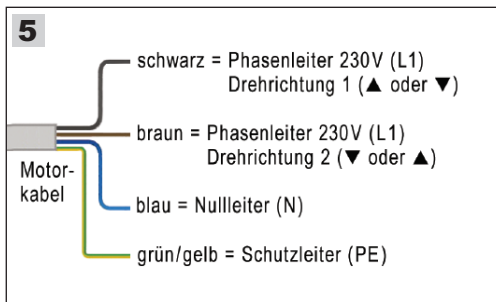 5
schwarz = Phasenleiter 230V (L1)
Drehrichtung 1 (▲ oder ▼)
braun = Phasenleiter 230V (L1)
Drehrichtung 2 (▼ oder ▲)
Motor-
kabel
blau = Nullleiter (N)
grün/gelb = Schutzleiter (PE)